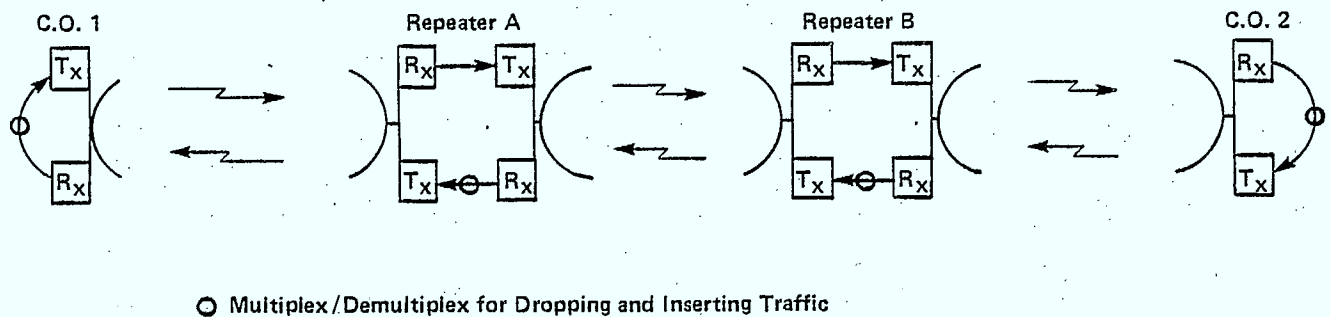 C.O. 1 Repeater A Repeater B C.O. 2
Tx Rx Tx Rx Tx Rx
Rx Tx Rx Tx Rx Tx
Multiplex/Demultiplex for Dropping and Inserting Traffic